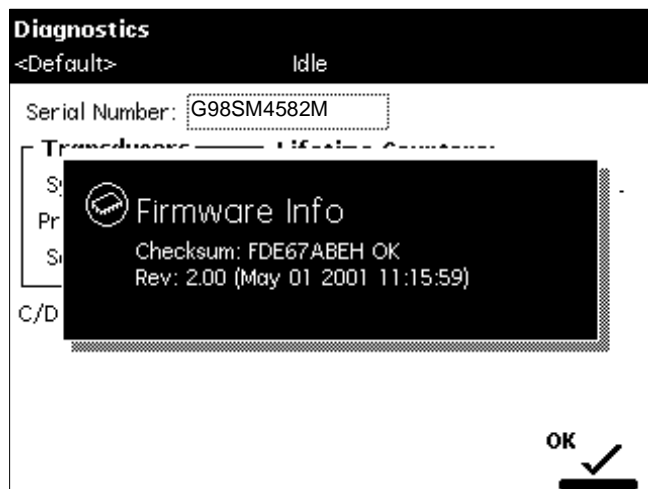 Diagnostics
<Default> Idle
Serial Number: G98SM4582M
Firmware Info
Checksum: FDE67ABEH OK
Rev: 2.00 (May 01 2001 11:15:59)
Pr
C/D
OK